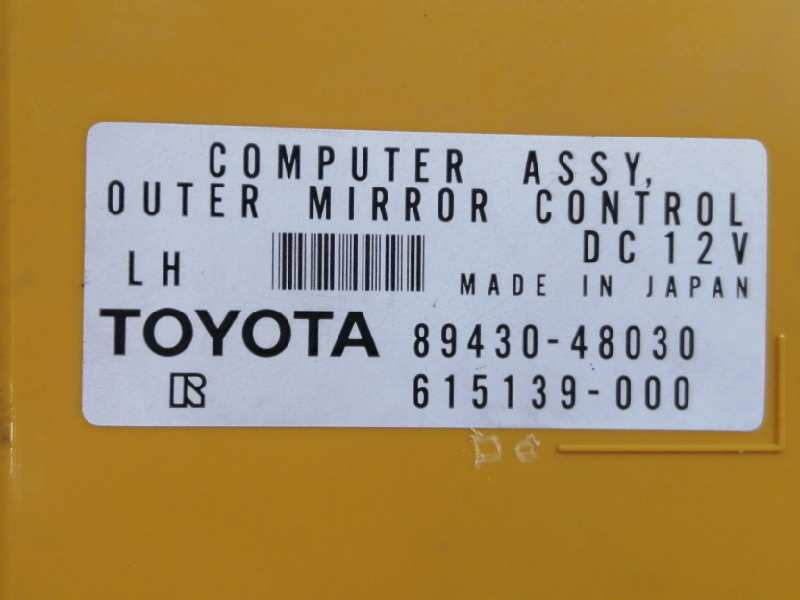 COMPUTER ASSY,
OUTER MIRROR CONTROL
DC 12V
LH
MADE IN JAPAN
TOYOTA 89430-48030
R 615139-000